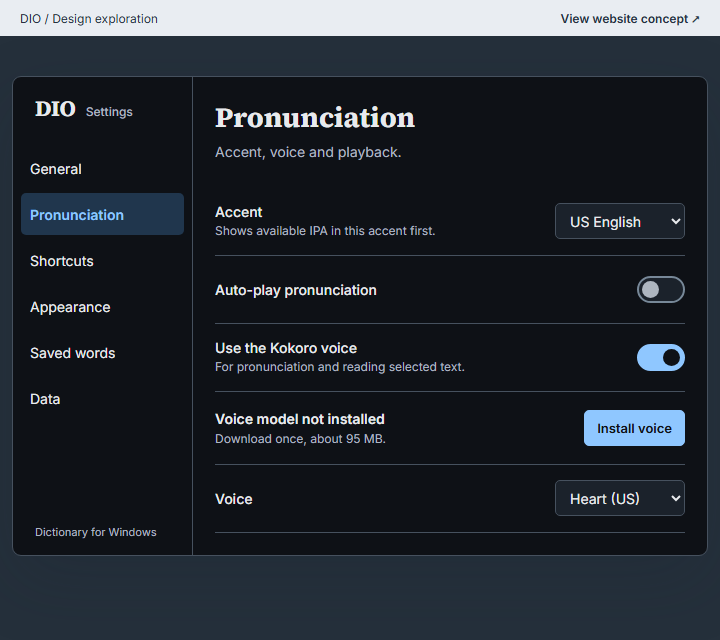 DIO / Design exploration
View website concept ↗
DIO Settings
General
Pronunciation
Shortcuts
Appearance
Saved words
Data
Dictionary for Windows
Pronunciation
Accent, voice and playback.
Accent
Shows available IPA in this accent first.
US English
Auto-play pronunciation
Use the Kokoro voice
For pronunciation and reading selected text.
Voice model not installed
Download once, about 95 MB.
Install voice
Voice
Heart (US)